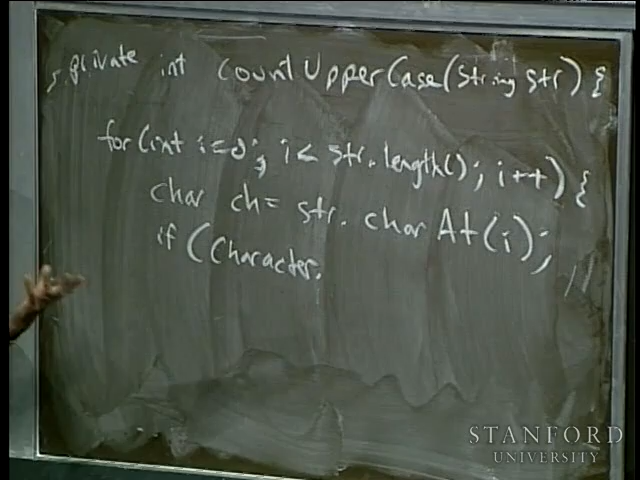 private int countUpperCase(String str) {
for(int i=0; i< str.length(); i++) {
char ch= str.charAt(i);
if (Character.
STANFORD
UNIVERSITY